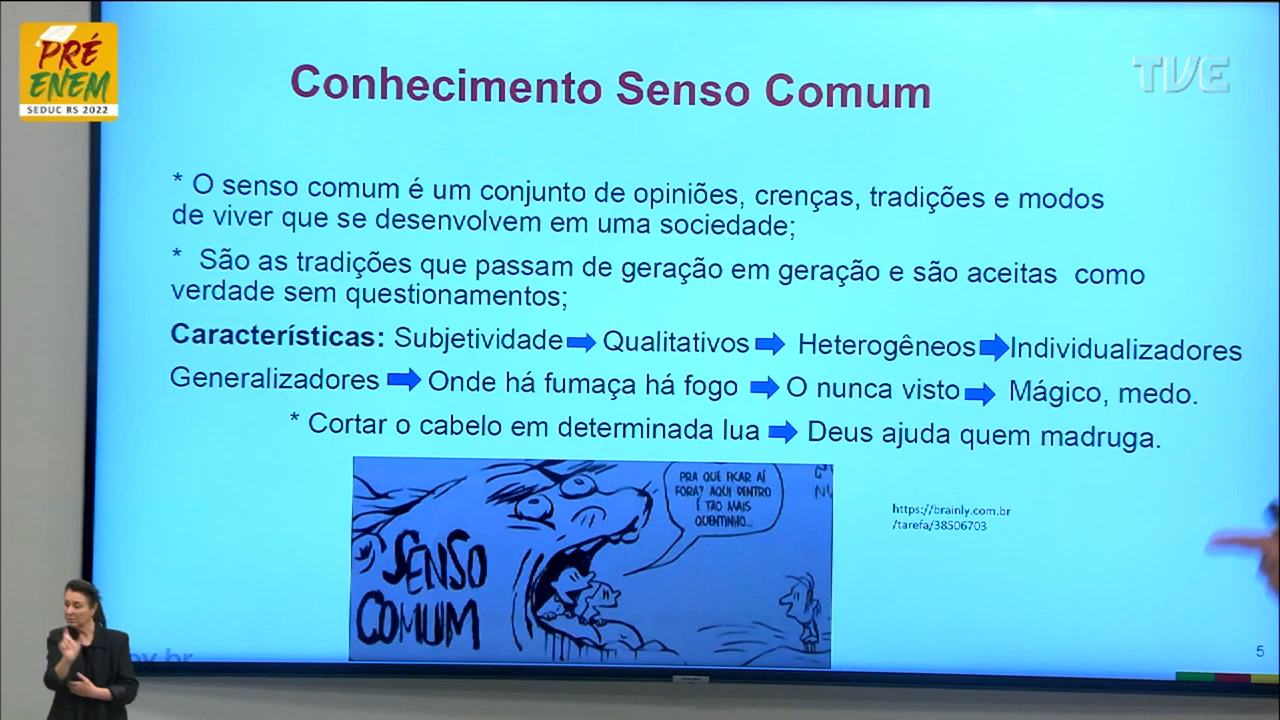 PRÉ
ENEM
SEDUC RS 2022
TVE
Conhecimento Senso Comum
* O senso comum é um conjunto de opiniões, crenças, tradições e modos
de viver que se desenvolvem em uma sociedade;
* São as tradições que passam de geração em geração e são aceitas como
verdade sem questionamentos;
Características: Subjetividade Qualitativos Heterogêneos Individualizadores
Generalizadores Onde há fumaça há fogo O nunca visto Mágico, medo.
* Cortar o cabelo em determinada lua Deus ajuda quem madruga.
PRA QUE FICAR AÍ
FORA? AQUI DENTRO
É TÃO MAIS
QUENTINHO...
SENSO
COMUM
https://brainly.com.br
/tarefa/38506703
5